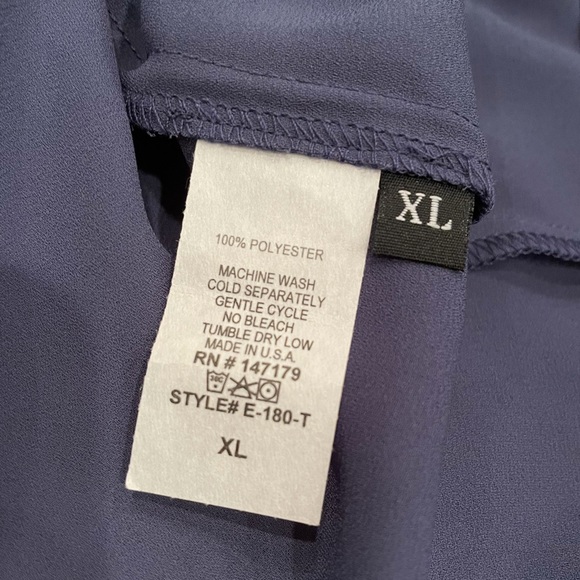 XL
100% POLYESTER
MACHINE WASH
COLD SEPARATELY
GENTLE CYCLE
NO BLEACH
TUMBLE DRY LOW
MADE IN U.S.A.
RN # 147179
30C
STYLE# E-180-T
XL